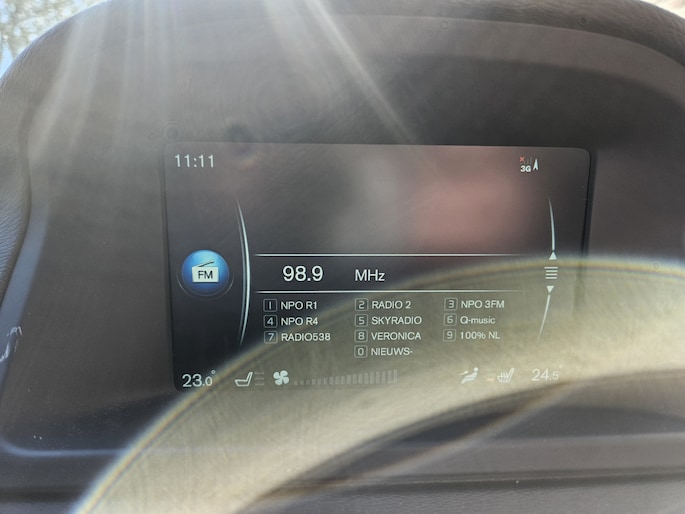 11:11
3G
FM
98.9 MHz
1 NPO R1 2 RADIO 2 3 NPO 3FM
4 NPO R4 5 SKYRADIO 6 Q-music
7 RADIO538 8 VERONICA 9 100% NL
0 NIEUWS-
23.0° 24.5°